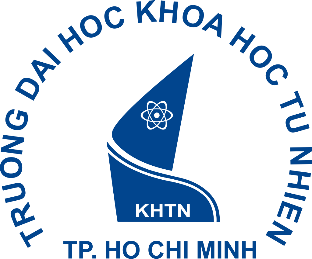 TRUONG DAI HOC KHOA HOC TU NHIEN
KHTN
TP. HO CHI MINH